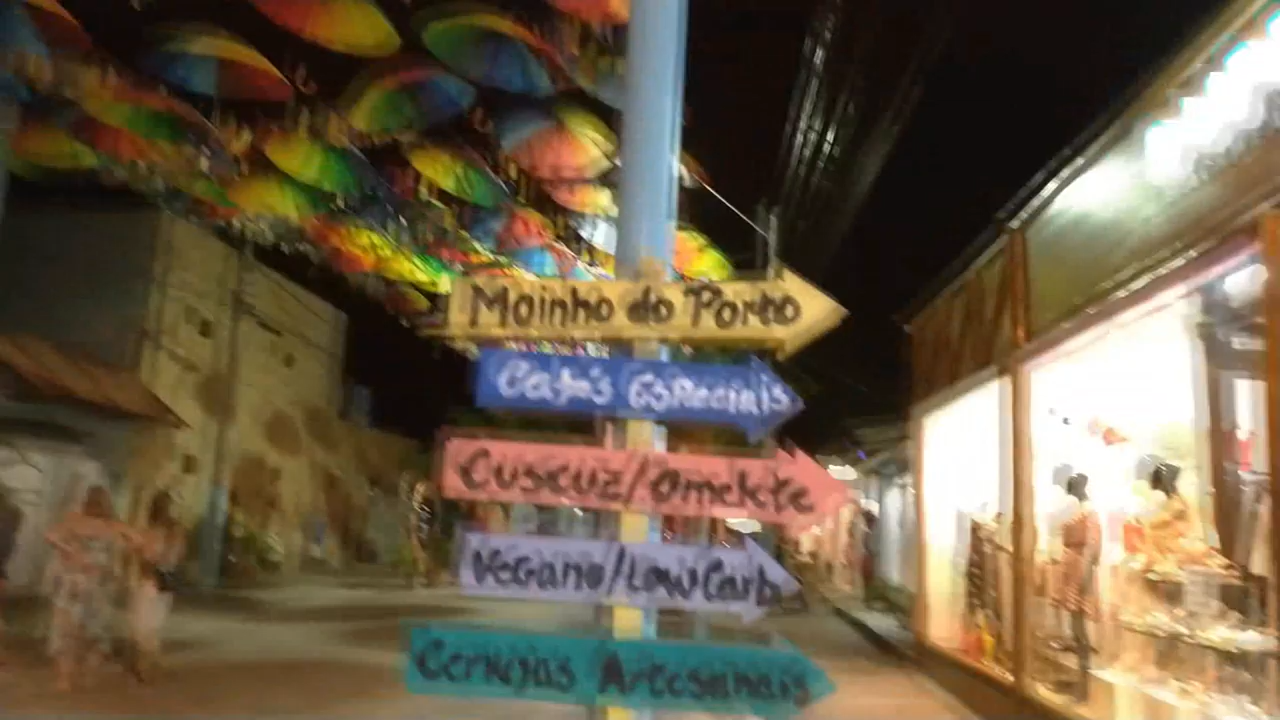 Moinho do Porto
Cafés Especiais
Cuscuz/Omelete
Vegano/Low Carb
Cervejas Artesanais